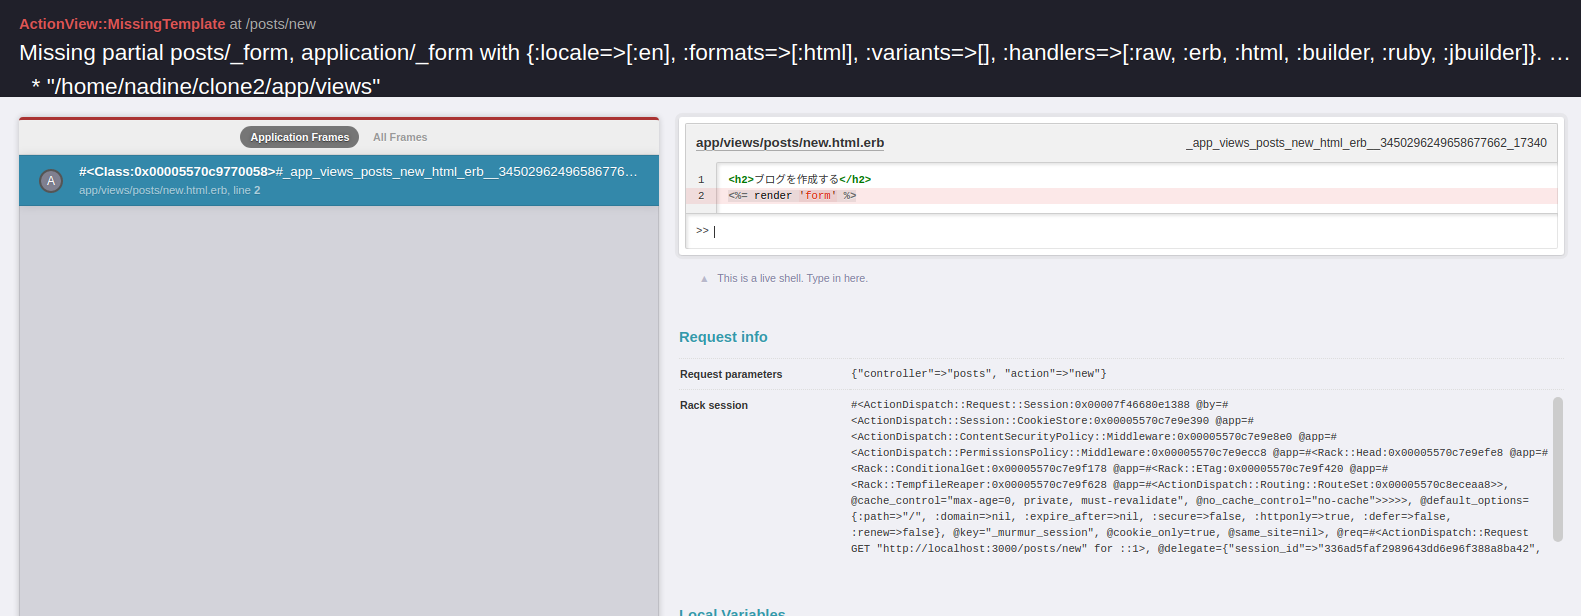 ActionView::MissingTemplate at /posts/new
Missing partial posts/_form, application/_form with {:locale=>[:en], :formats=>[:html], :variants=>[], :handlers=>[:raw, :erb, :html, :builder, :ruby, :jbuilder]}. …
* "/home/nadine/clone2/app/views"
Application Frames All Frames
A
#<Class:0x00005570c9770058>#_app_views_posts_new_html_erb__34502962496586776…
app/views/posts/new.html.erb, line 2
app/views/posts/new.html.erb _app_views_posts_new_html_erb__3450296249658677662_17340
1 <h2>ブログを作成する</h2>
2 <%= render 'form' %>
>>
▲ This is a live shell. Type in here.
Request info
Request parameters {"controller"=>"posts", "action"=>"new"}
Rack session #<ActionDispatch::Request::Session:0x00007f46680e1388 @by=#
<ActionDispatch::Session::CookieStore:0x00005570c7e9e390 @app=#
<ActionDispatch::ContentSecurityPolicy::Middleware:0x00005570c7e9e8e0 @app=#
<ActionDispatch::PermissionsPolicy::Middleware:0x00005570c7e9ecc8 @app=#<Rack::Head:0x00005570c7e9efe8 @app=#
<Rack::ConditionalGet:0x00005570c7e9f178 @app=#<Rack::ETag:0x00005570c7e9f420 @app=#
<Rack::TempfileReaper:0x00005570c7e9f628 @app=#<ActionDispatch::Routing::RouteSet:0x00005570c8eceaa8>>,
@cache_control="max-age=0, private, must-revalidate", @no_cache_control="no-cache">>>>>, @default_options=
{:path=>"/", :domain=>nil, :expire_after=>nil, :secure=>false, :httponly=>true, :defer=>false,
:renew=>false}, @key="_murmur_session", @cookie_only=true, @same_site=nil>, @req=#<ActionDispatch::Request
GET "http://localhost:3000/posts/new" for ::1>, @delegate={"session_id"=>"336ad5faf2989643dd6e96f388a8ba42",
Local Variables